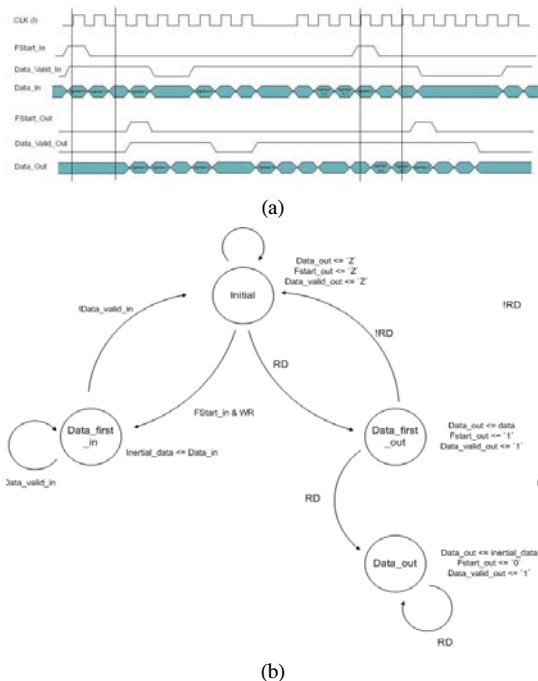 CLK (I)
FStart_In
Data_Valid_In
Data_In
FStart_Out
Data_Valid_Out
Data_Out
(a)
Initial
Data_out <= `Z`
Fstart_out <= `Z`
Data_valid_out <= `Z`
!RD
!Data_valid_in
!RD
RD
FStart_in & WR
Data_first
_in
Inertial_data <= Data_in
Data_valid_in
Data_first
_out
Data_out <= data
Fstart_out <= `1`
Data_valid_out <= `1`
RD
Data_out
Data_out <= inertial_data
Fstart_out <= `0`
Data_valid_out <= `1`
RD
(b)